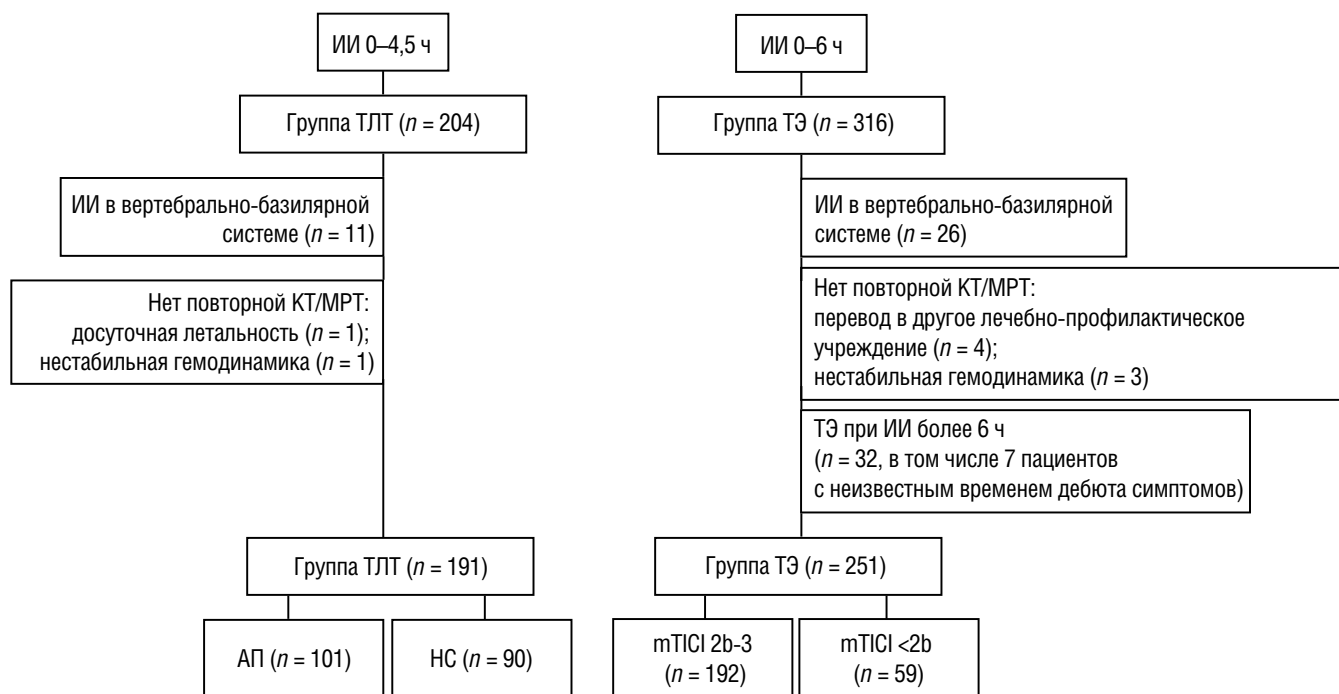 ИИ 0–4,5 ч
Группа ТЛТ (n = 204)
ИИ в вертебрально-базилярной
системе (n = 11)
Нет повторной КТ/МРТ:
досуточная летальность (n = 1);
нестабильная гемодинамика (n = 1)
Группа ТЛТ (n = 191)
АП (n = 101)
НС (n = 90)
ИИ 0–6 ч
Группа ТЭ (n = 316)
ИИ в вертебрально-базилярной
системе (n = 26)
Нет повторной КТ/МРТ:
перевод в другое лечебно-профилактическое
учреждение (n = 4);
нестабильная гемодинамика (n = 3)
ТЭ при ИИ более 6 ч
(n = 32, в том числе 7 пациентов
с неизвестным временем дебюта симптомов)
Группа ТЭ (n = 251)
mTICI 2b-3
(n = 192)
mTICI <2b
(n = 59)